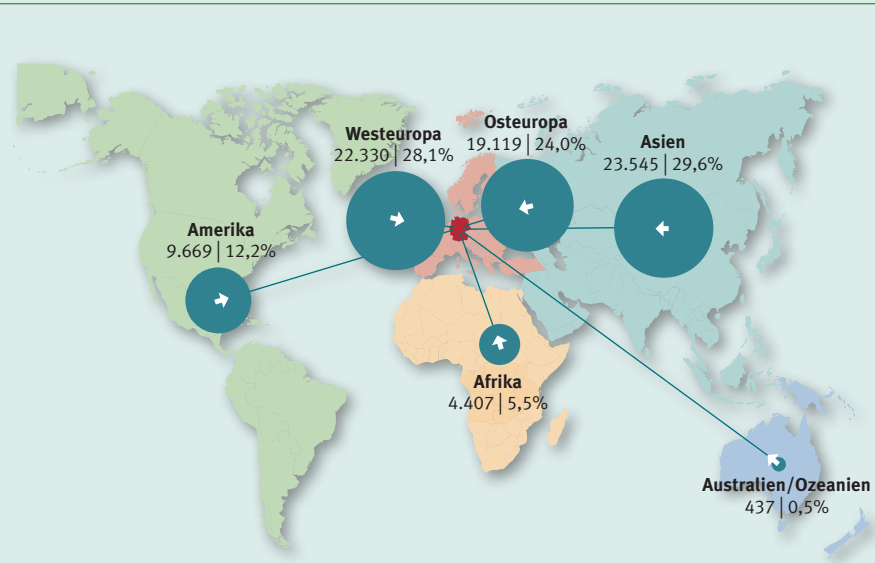 Westeuropa
22.330 | 28,1%
Osteuropa
19.119 | 24,0%
Asien
23.545 | 29,6%
Amerika
9.669 | 12,2%
Afrika
4.407 | 5,5%
Australien/Ozeanien
437 | 0,5%